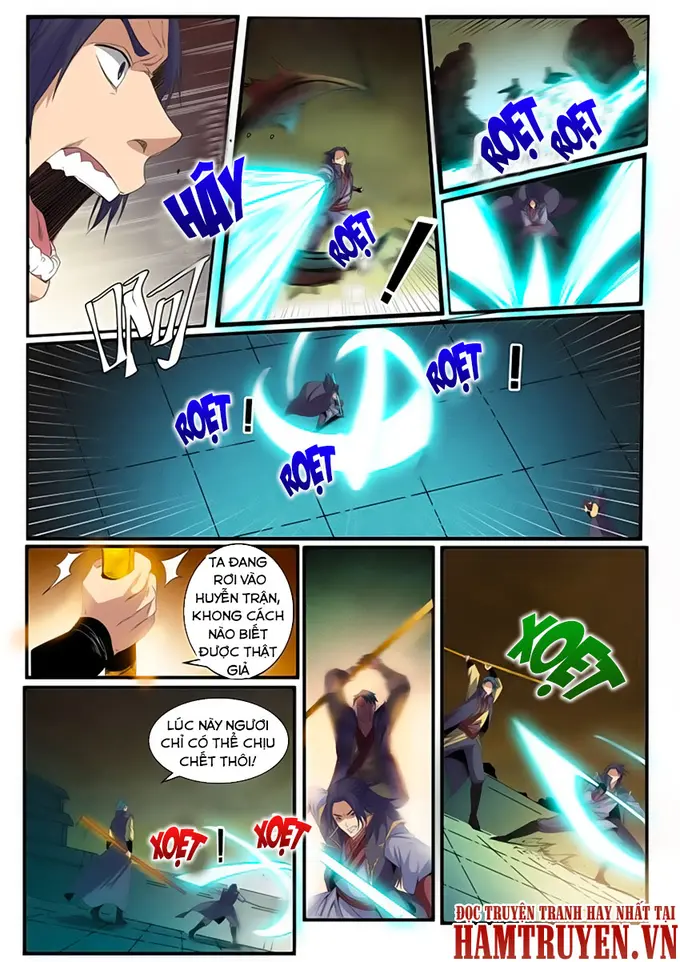 HÂY
ROẸT
ROẸT
ROẸT
ROẸT
!
ROẸT
!
ROẸT
!
ROẸT
TA ĐANG
RƠI VÀO
HUYỄN TRẬN,
KHONG CÁCH
NÀO BIẾT
ĐƯỢC THẬT
GIẢ
XOẸT
LÚC NÀY NGƯƠI
CHỈ CÓ THỂ CHỊU
CHẾT THÔI!
XOẸT
!
XOẸT
!
ĐỌC TRUYỆN TRANH HAY NHẤT TẠI
HAMTRUYEN.VN